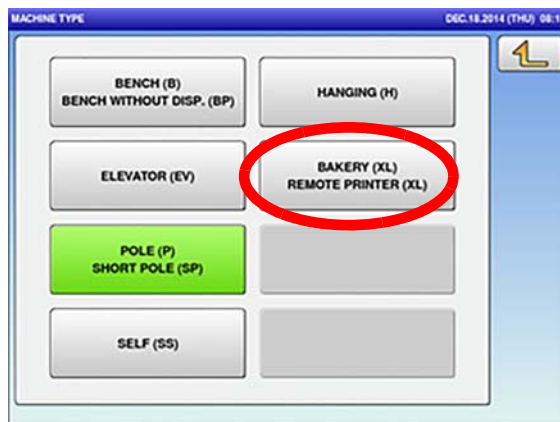 MACHINE TYPE
DEC.18.2014 (THU) 08:1
BENCH (B)
BENCH WITHOUT DISP. (BP)
HANGING (H)
ELEVATOR (EV)
BAKERY (XL)
REMOTE PRINTER (XL)
POLE (P)
SHORT POLE (SP)
SELF (SS)